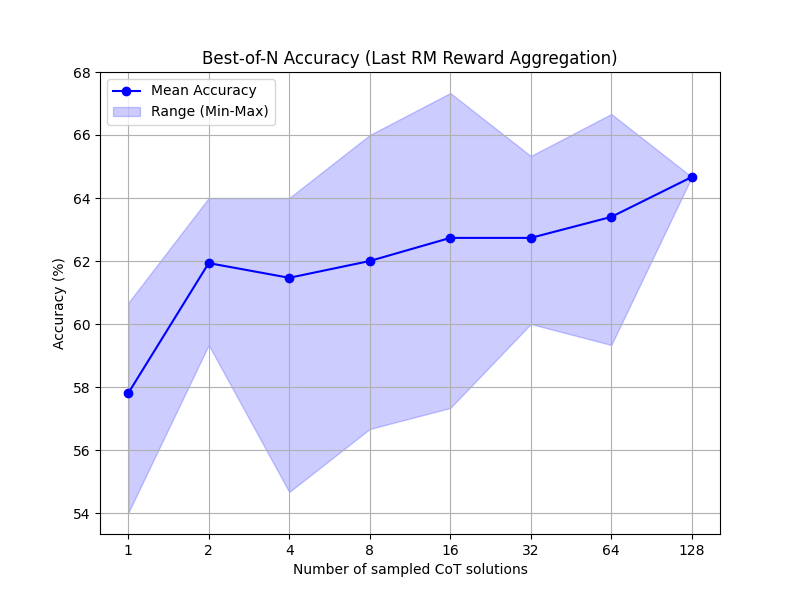 Best-of-N Accuracy (Last RM Reward Aggregation)
Mean Accuracy
Range (Min-Max)
Accuracy (%)
68
66
64
62
60
58
56
54
1 2 4 8 16 32 64 128
Number of sampled CoT solutions